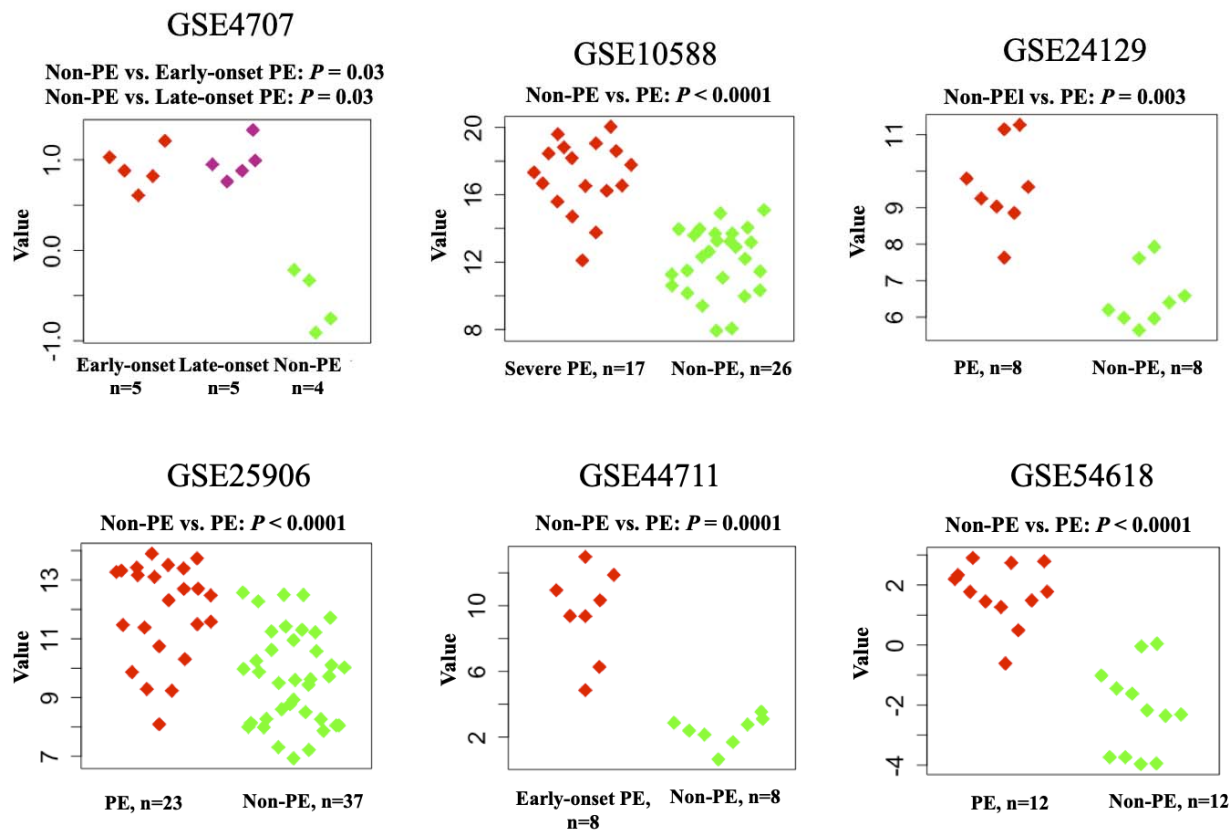 GSE4707
Non-PE vs. Early-onset PE: P = 0.03
Non-PE vs. Late-onset PE: P = 0.03
Value
1.0
0.0
-1.0
Early-onset Late-onset Non-PE
n=5 n=5 n=4
GSE10588
Non-PE vs. PE: P < 0.0001
Value
20
16
12
8
Severe PE, n=17 Non-PE, n=26
GSE24129
Non-PEl vs. PE: P = 0.003
Value
11
9
8
7
6
PE, n=8 Non-PE, n=8
GSE25906
Non-PE vs. PE: P < 0.0001
Value
13
11
9
7
PE, n=23 Non-PE, n=37
GSE44711
Non-PE vs. PE: P = 0.0001
Value
10
6
2
Early-onset PE, Non-PE, n=8
n=8
GSE54618
Non-PE vs. PE: P < 0.0001
Value
2
0
-2
-4
PE, n=12 Non-PE, n=12